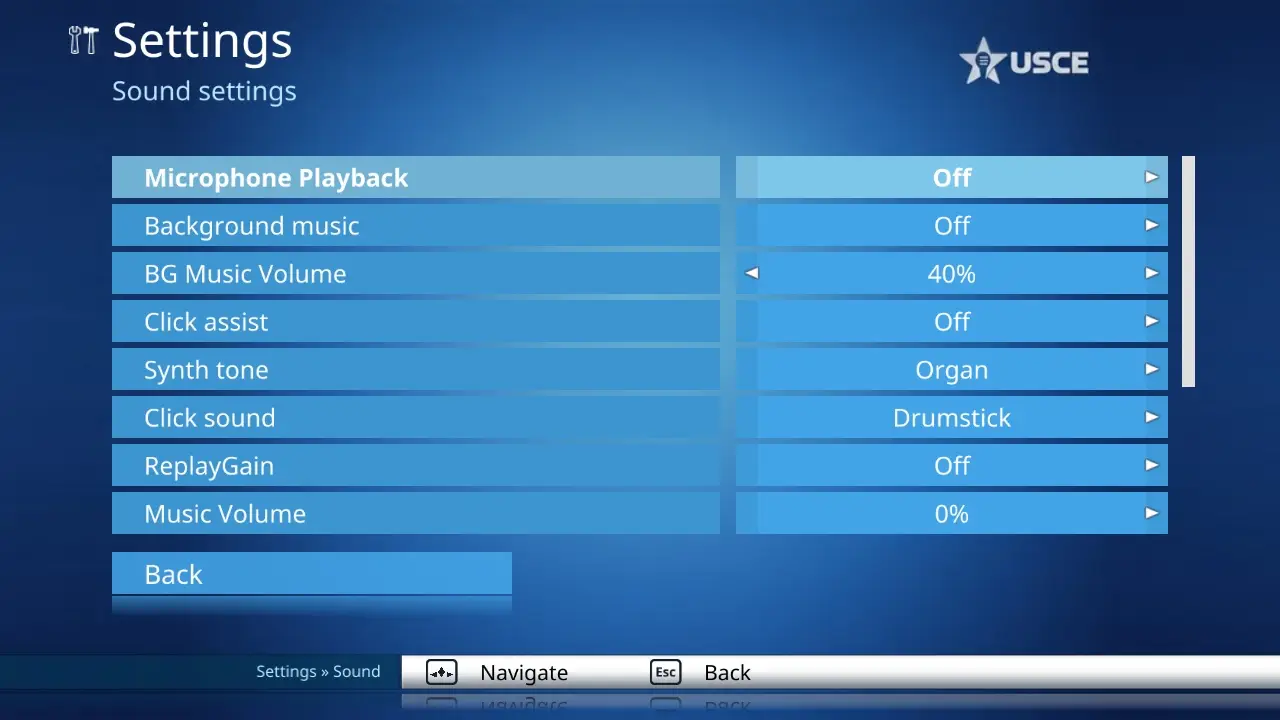 Settings
Sound settings
USCE
Microphone Playback Off
Background music Off
BG Music Volume 40%
Click assist Off
Synth tone Organ
Click sound Drumstick
ReplayGain Off
Music Volume 0%
Back
Settings » Sound Navigate Esc Back